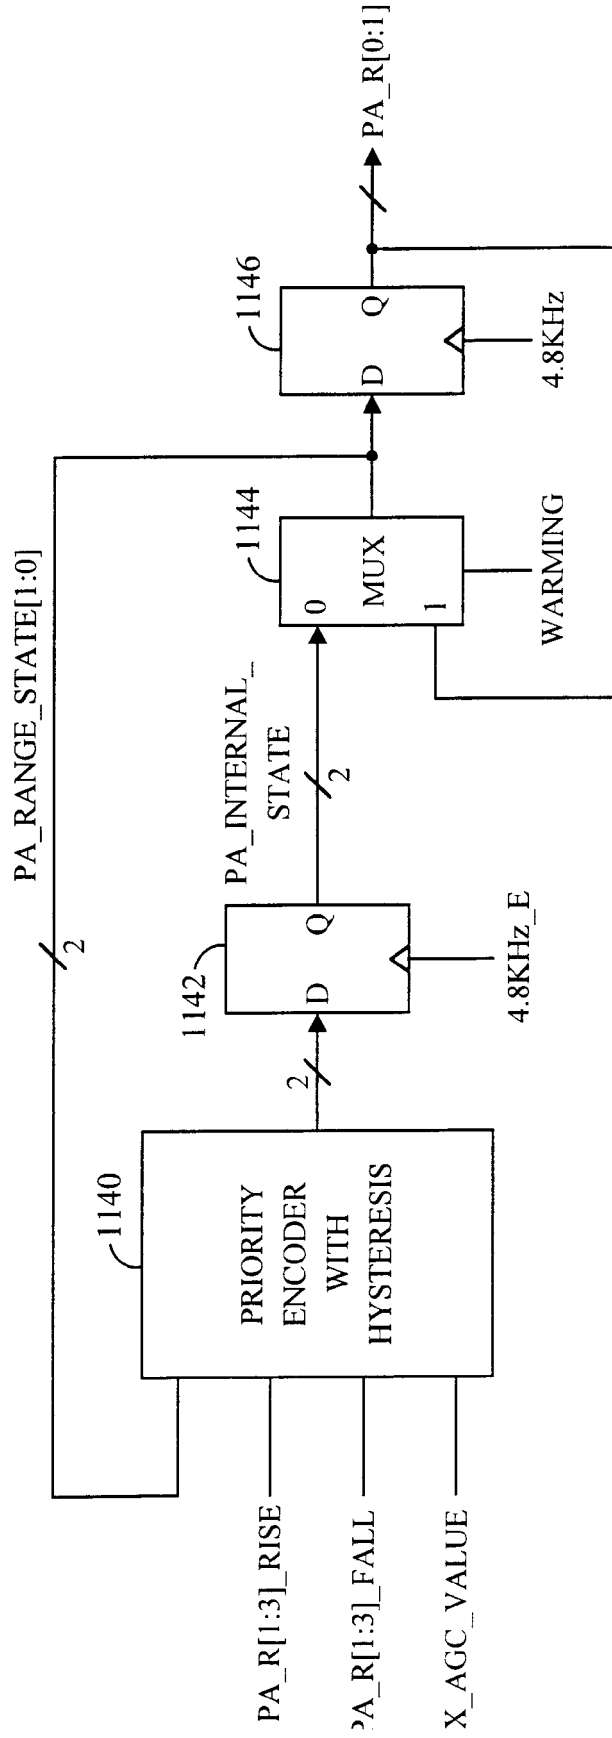 PA_RANGE_STATE[1:0]
2
1140
PRIORITY
ENCODER
WITH
HYSTERESIS
PA_R[1:3]_RISE
PA_R[1:3]_FALL
X_AGC_VALUE
2
1142
D
Q
4.8KHz_E
PA_INTERNAL_
STATE
2
1144
0
MUX
1
WARMING
1146
D
Q
4.8KHz
PA_R[0:1]